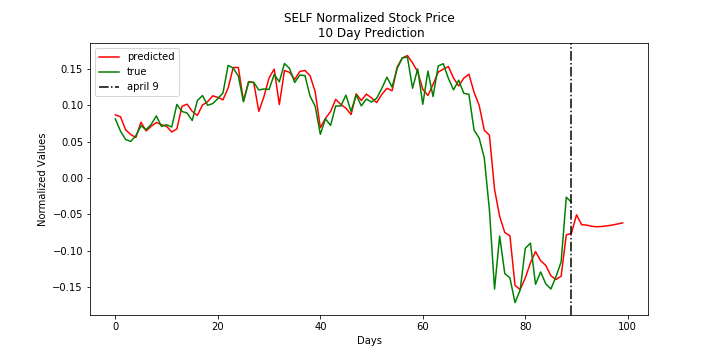 SELF Normalized Stock Price
10 Day Prediction
predicted
true
april 9
0.15
0.10
0.05
0.00
−0.05
−0.10
−0.15
Normalized Values
0 20 40 60 80 100
Days